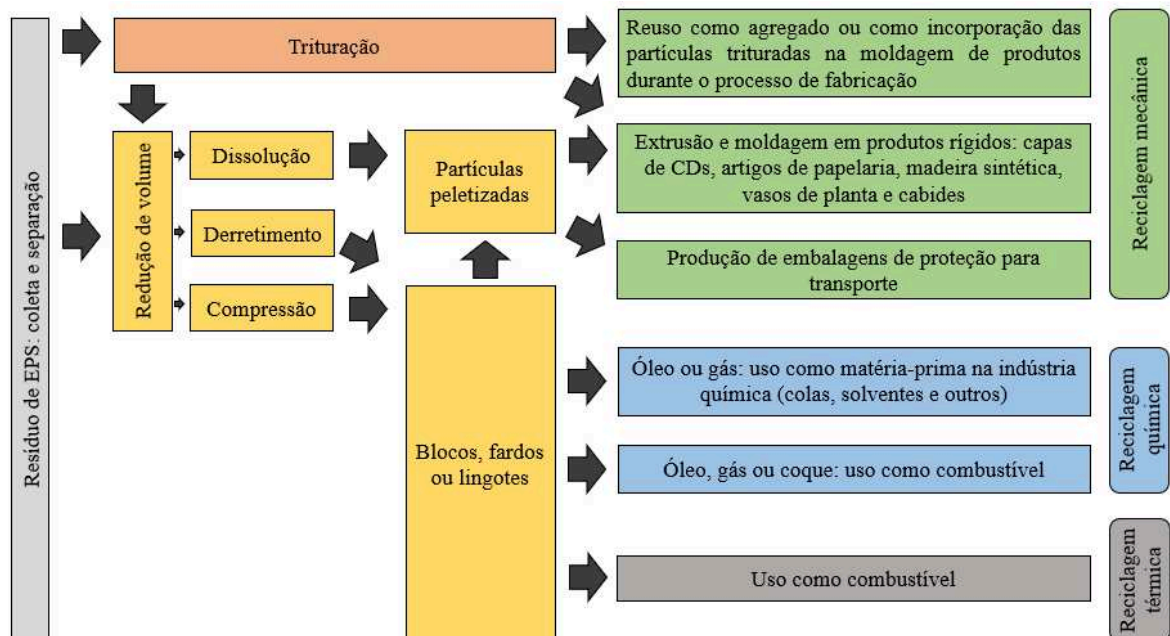 Resíduo de EPS: coleta e separação
Trituração
Reuso como agregado ou como incorporação das
partículas trituradas na moldagem de produtos
durante o processo de fabricação
Reciclagem mecânica
Redução de volume
Dissolução
Derretimento
Compressão
Partículas
peletizadas
Extrusão e moldagem em produtos rígidos: capas
de CDs, artigos de papelaria, madeira sintética,
vasos de planta e cabides
Produção de embalagens de proteção para
transporte
Blocos, fardos
ou lingotes
Óleo ou gás: uso como matéria-prima na indústria
química (colas, solventes e outros)
Óleo, gás ou coque: uso como combustível
Reciclagem
química
Uso como combustível
Reciclagem
térmica